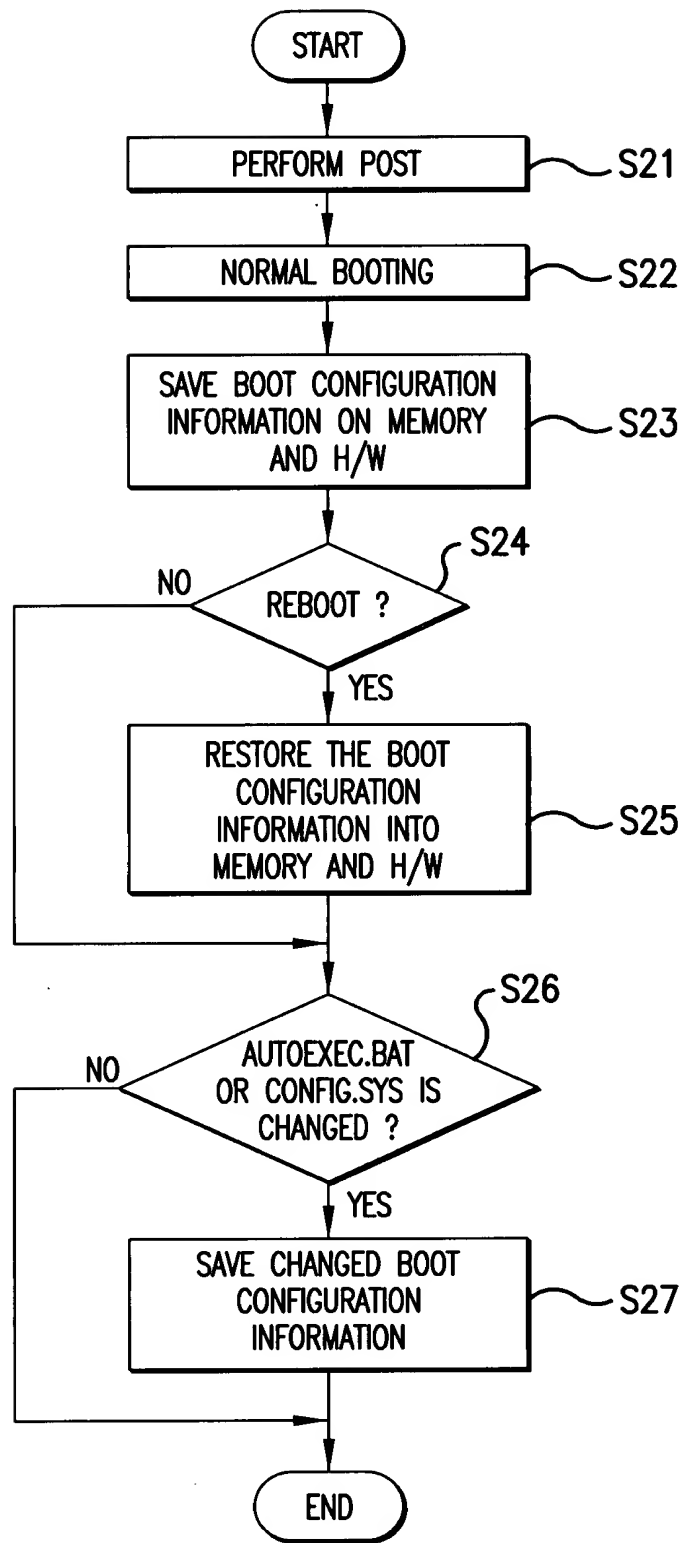 START
PERFORM POST
S21
NORMAL BOOTING
S22
SAVE BOOT CONFIGURATION
INFORMATION ON MEMORY
AND H/W
S23
S24
NO
REBOOT ?
YES
RESTORE THE BOOT
CONFIGURATION
INFORMATION INTO
MEMORY AND H/W
S25
S26
NO
AUTOEXEC.BAT
OR CONFIG.SYS IS
CHANGED ?
YES
SAVE CHANGED BOOT
CONFIGURATION
INFORMATION
S27
END